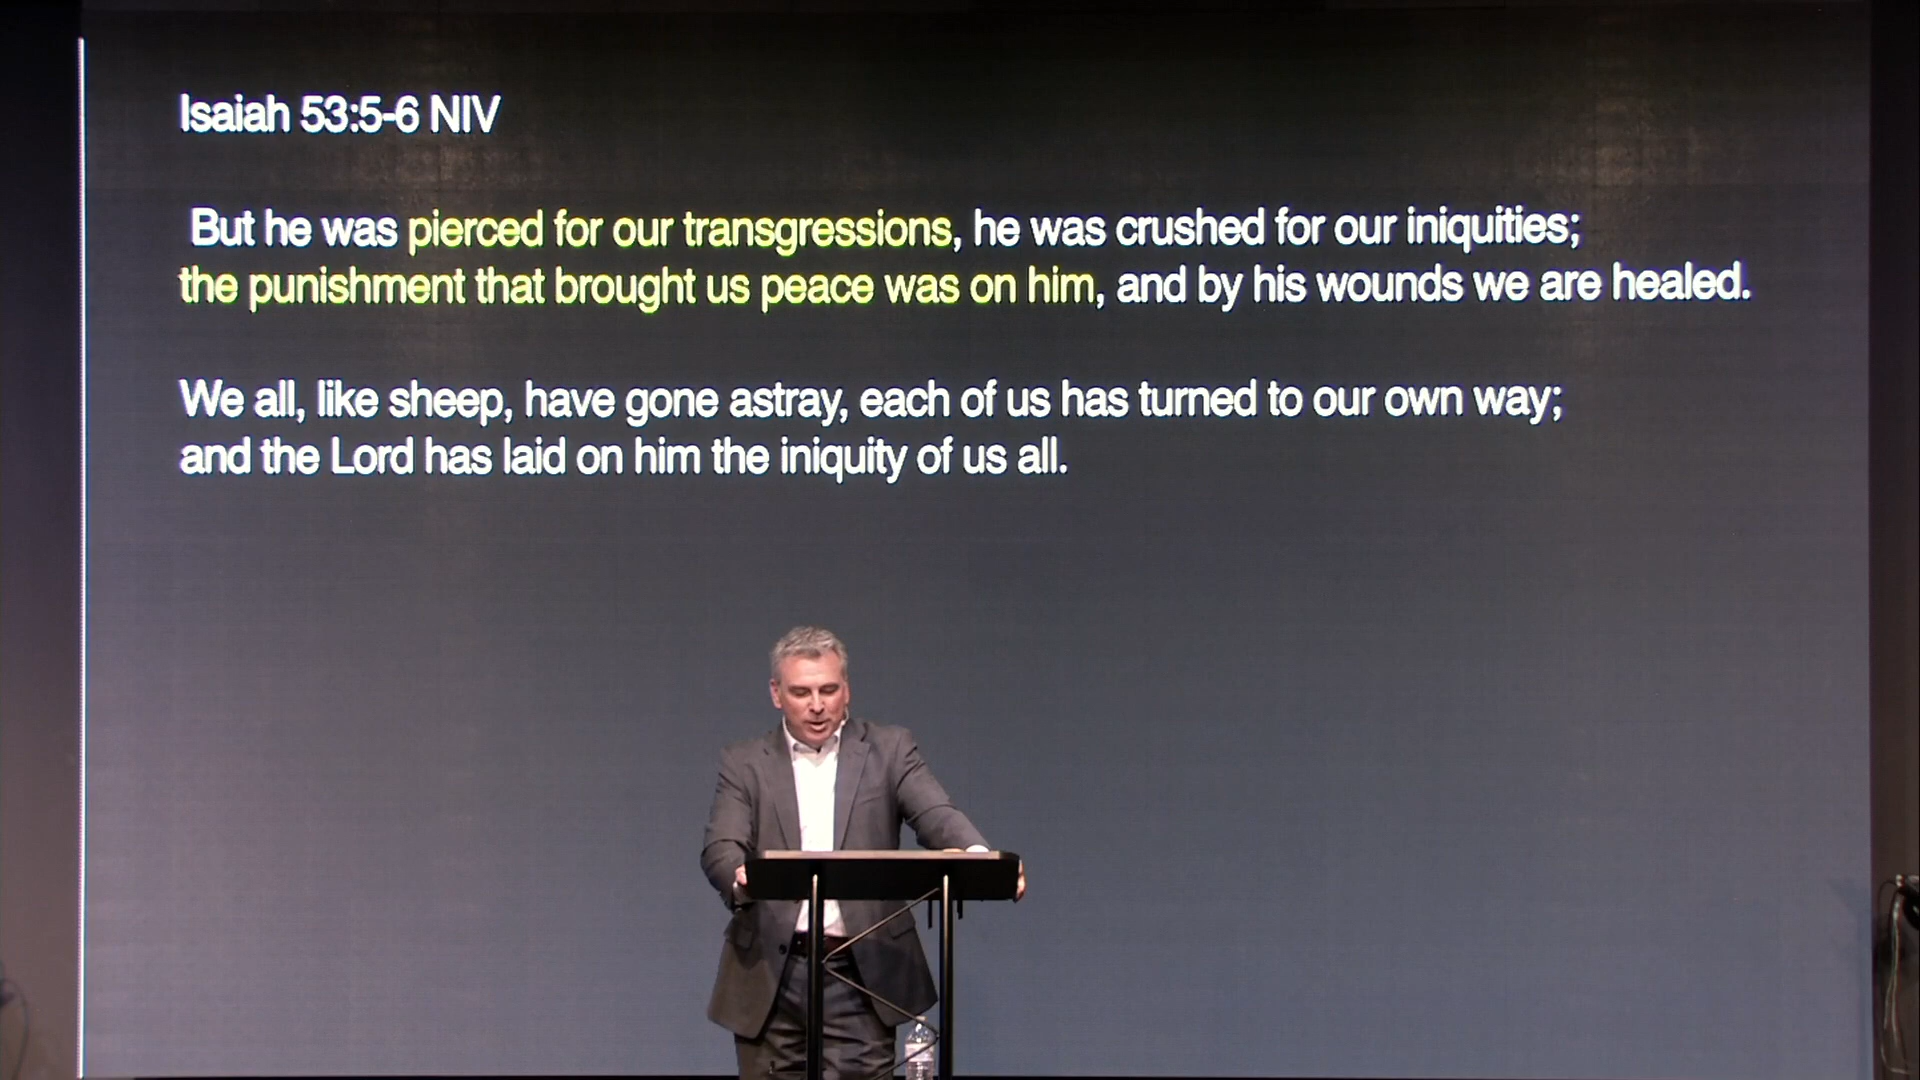 Isaiah 53:5-6 NIV
But he was pierced for our transgressions, he was crushed for our iniquities;
the punishment that brought us peace was on him, and by his wounds we are healed.
We all, like sheep, have gone astray, each of us has turned to our own way;
and the Lord has laid on him the iniquity of us all.